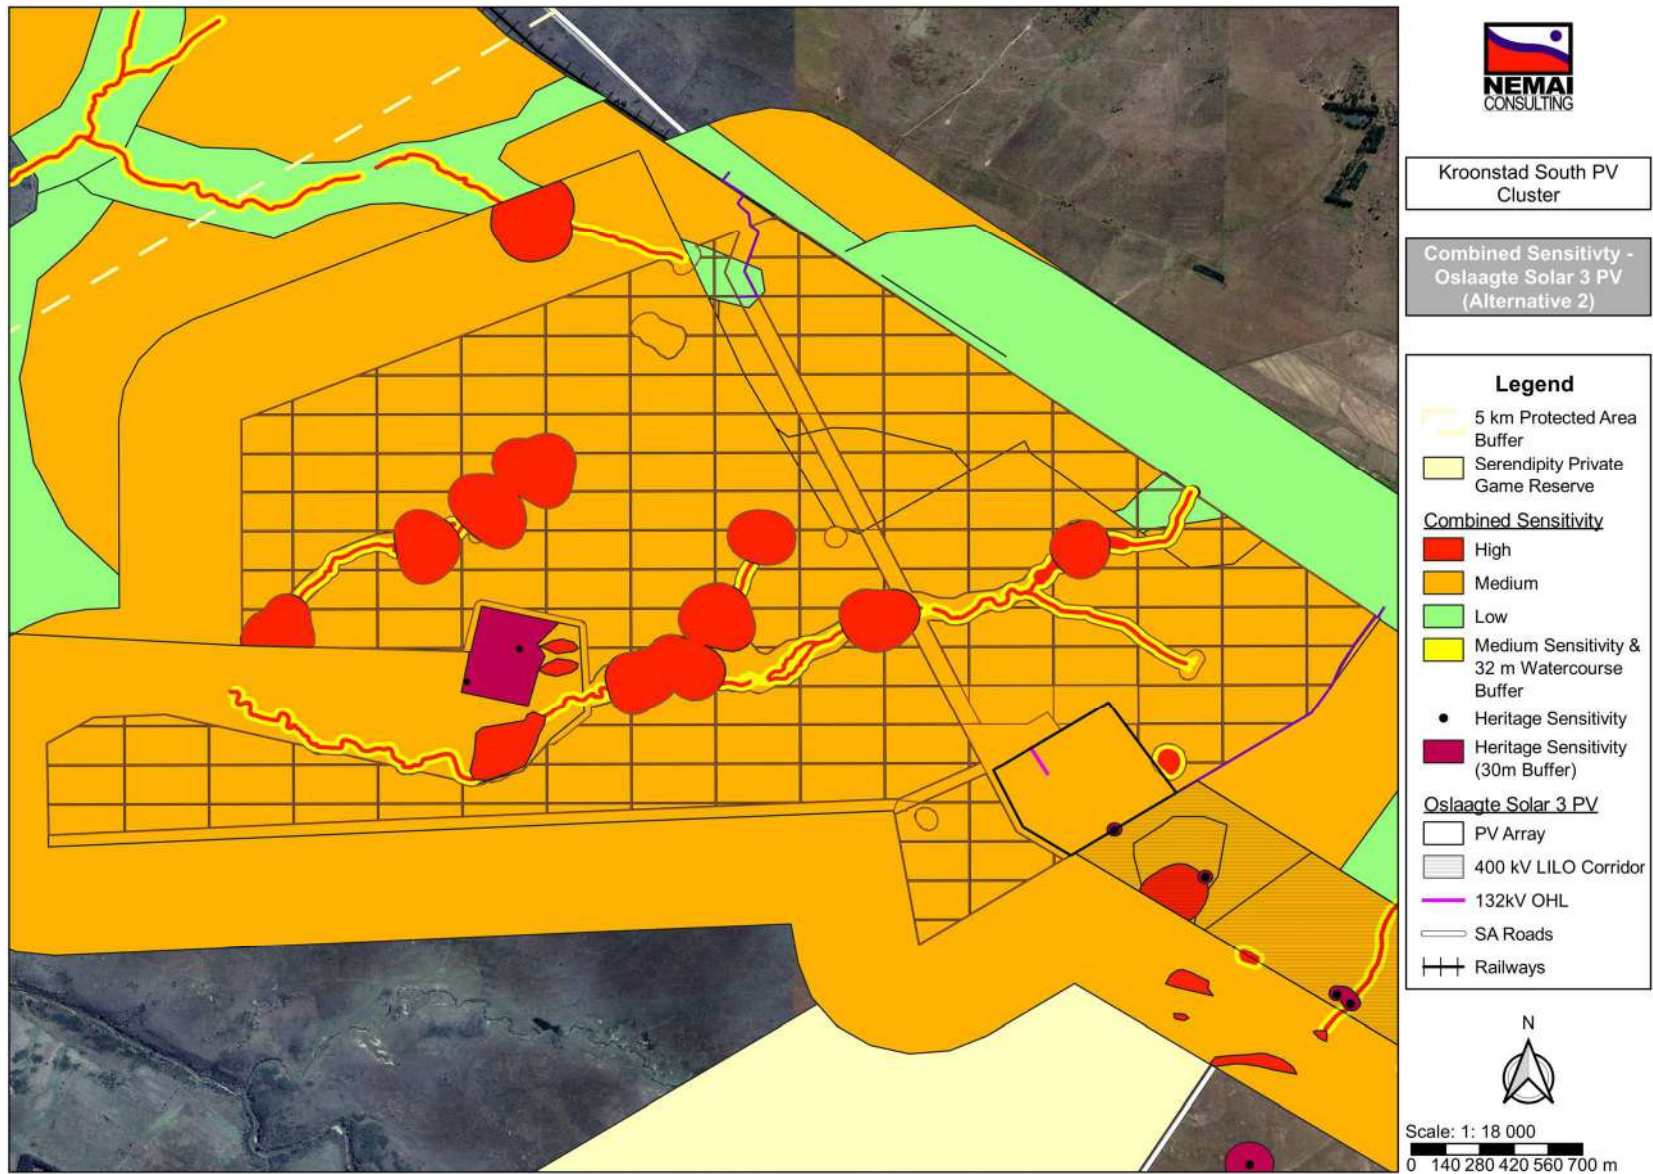 NEMAI
CONSULTING
Kroonstad South PV
Cluster
Combined Sensitivty -
Oslaagte Solar 3 PV
(Alternative 2)
Legend
5 km Protected Area
Buffer
Serendipity Private
Game Reserve
Combined Sensitivity
High
Medium
Low
Medium Sensitivity &
32 m Watercourse
Buffer
Heritage Sensitivity
Heritage Sensitivity
(30m Buffer)
Oslaagte Solar 3 PV
PV Array
400 kV LILO Corridor
132kV OHL
SA Roads
Railways
N
Scale: 1: 18 000
0 140 280 420 560 700 m